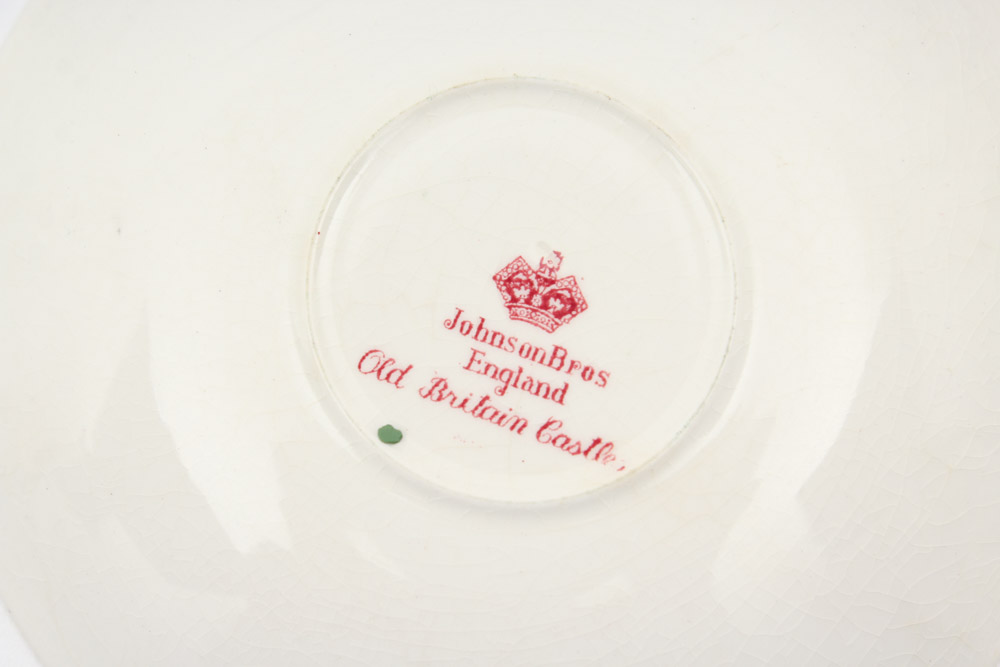 JohnsonBros
England
Old Britain Castles